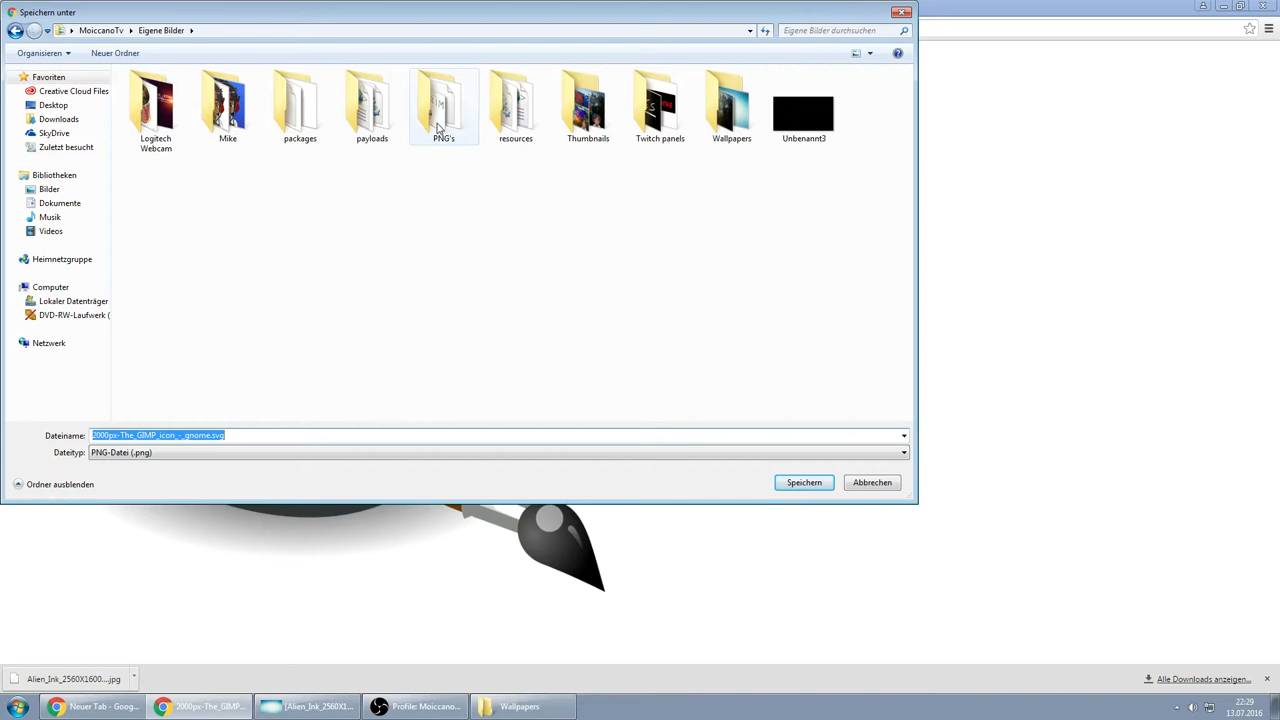 Speichern unter
MoiccanoTv
Eigene Bilder
Eigene Bilder durchsuchen
Organisieren
Neuer Ordner
Favoriten
Creative Cloud Files
Desktop
Downloads
SkyDrive
Zuletzt besucht
Bibliotheken
Bilder
Dokumente
Musik
Videos
Heimnetzgruppe
Computer
Lokaler Datenträger
DVD-RW-Laufwerk (
Netzwerk
Logitech
Webcam
Mike
packages
payloads
PNG's
resources
Thumbnails
Twitch panels
Wallpapers
Unbenannt3
Dateiname:
2000px-The_GIMP_icon_-_gnome.svg
Dateityp:
PNG-Datei (.png)
Ordner ausblenden
Speichern
Abbrechen
Alien_Ink_2560X1600....jpg
Alle Downloads anzeigen...
Neuer Tab - Goog...
2000px-The_GIMP...
[Alien_Ink_2560X1...
Profile: Moiccano...
Wallpapers
22:29
13.07.2016